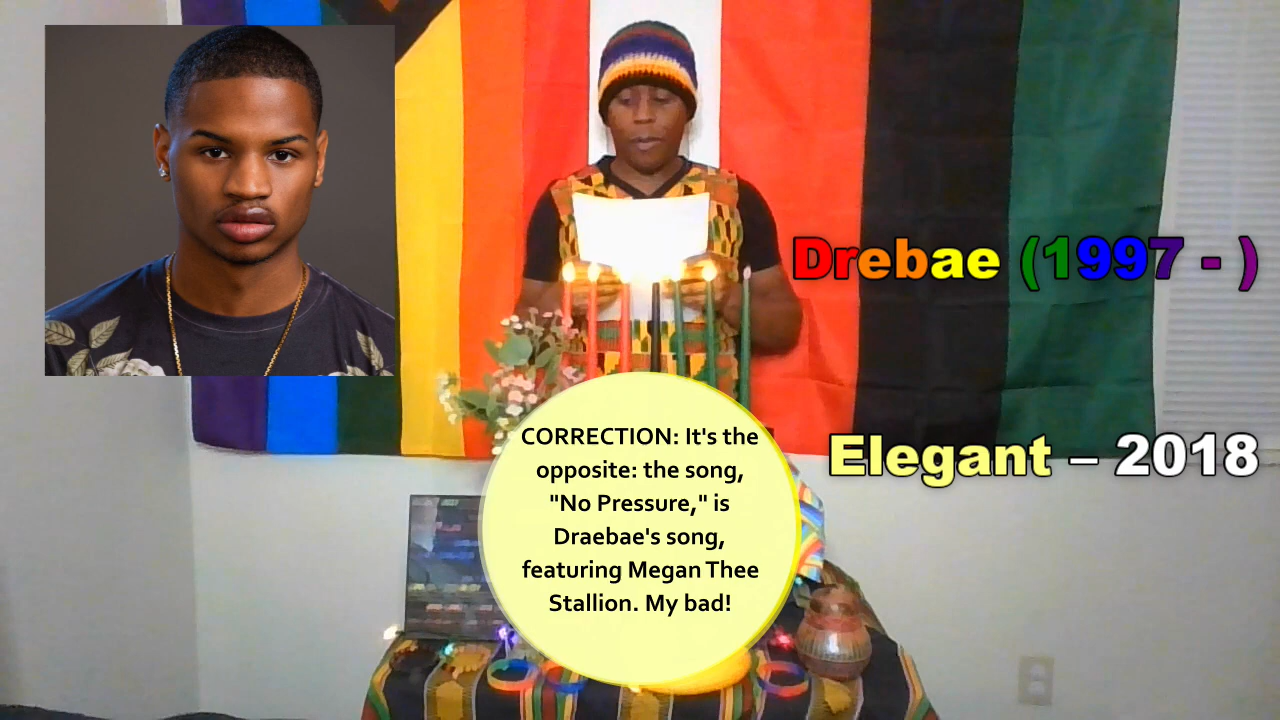 Drebae (1997 - )
Elegant – 2018
CORRECTION: It's the
opposite: the song,
"No Pressure," is
Draebae's song,
featuring Megan Thee
Stallion. My bad!